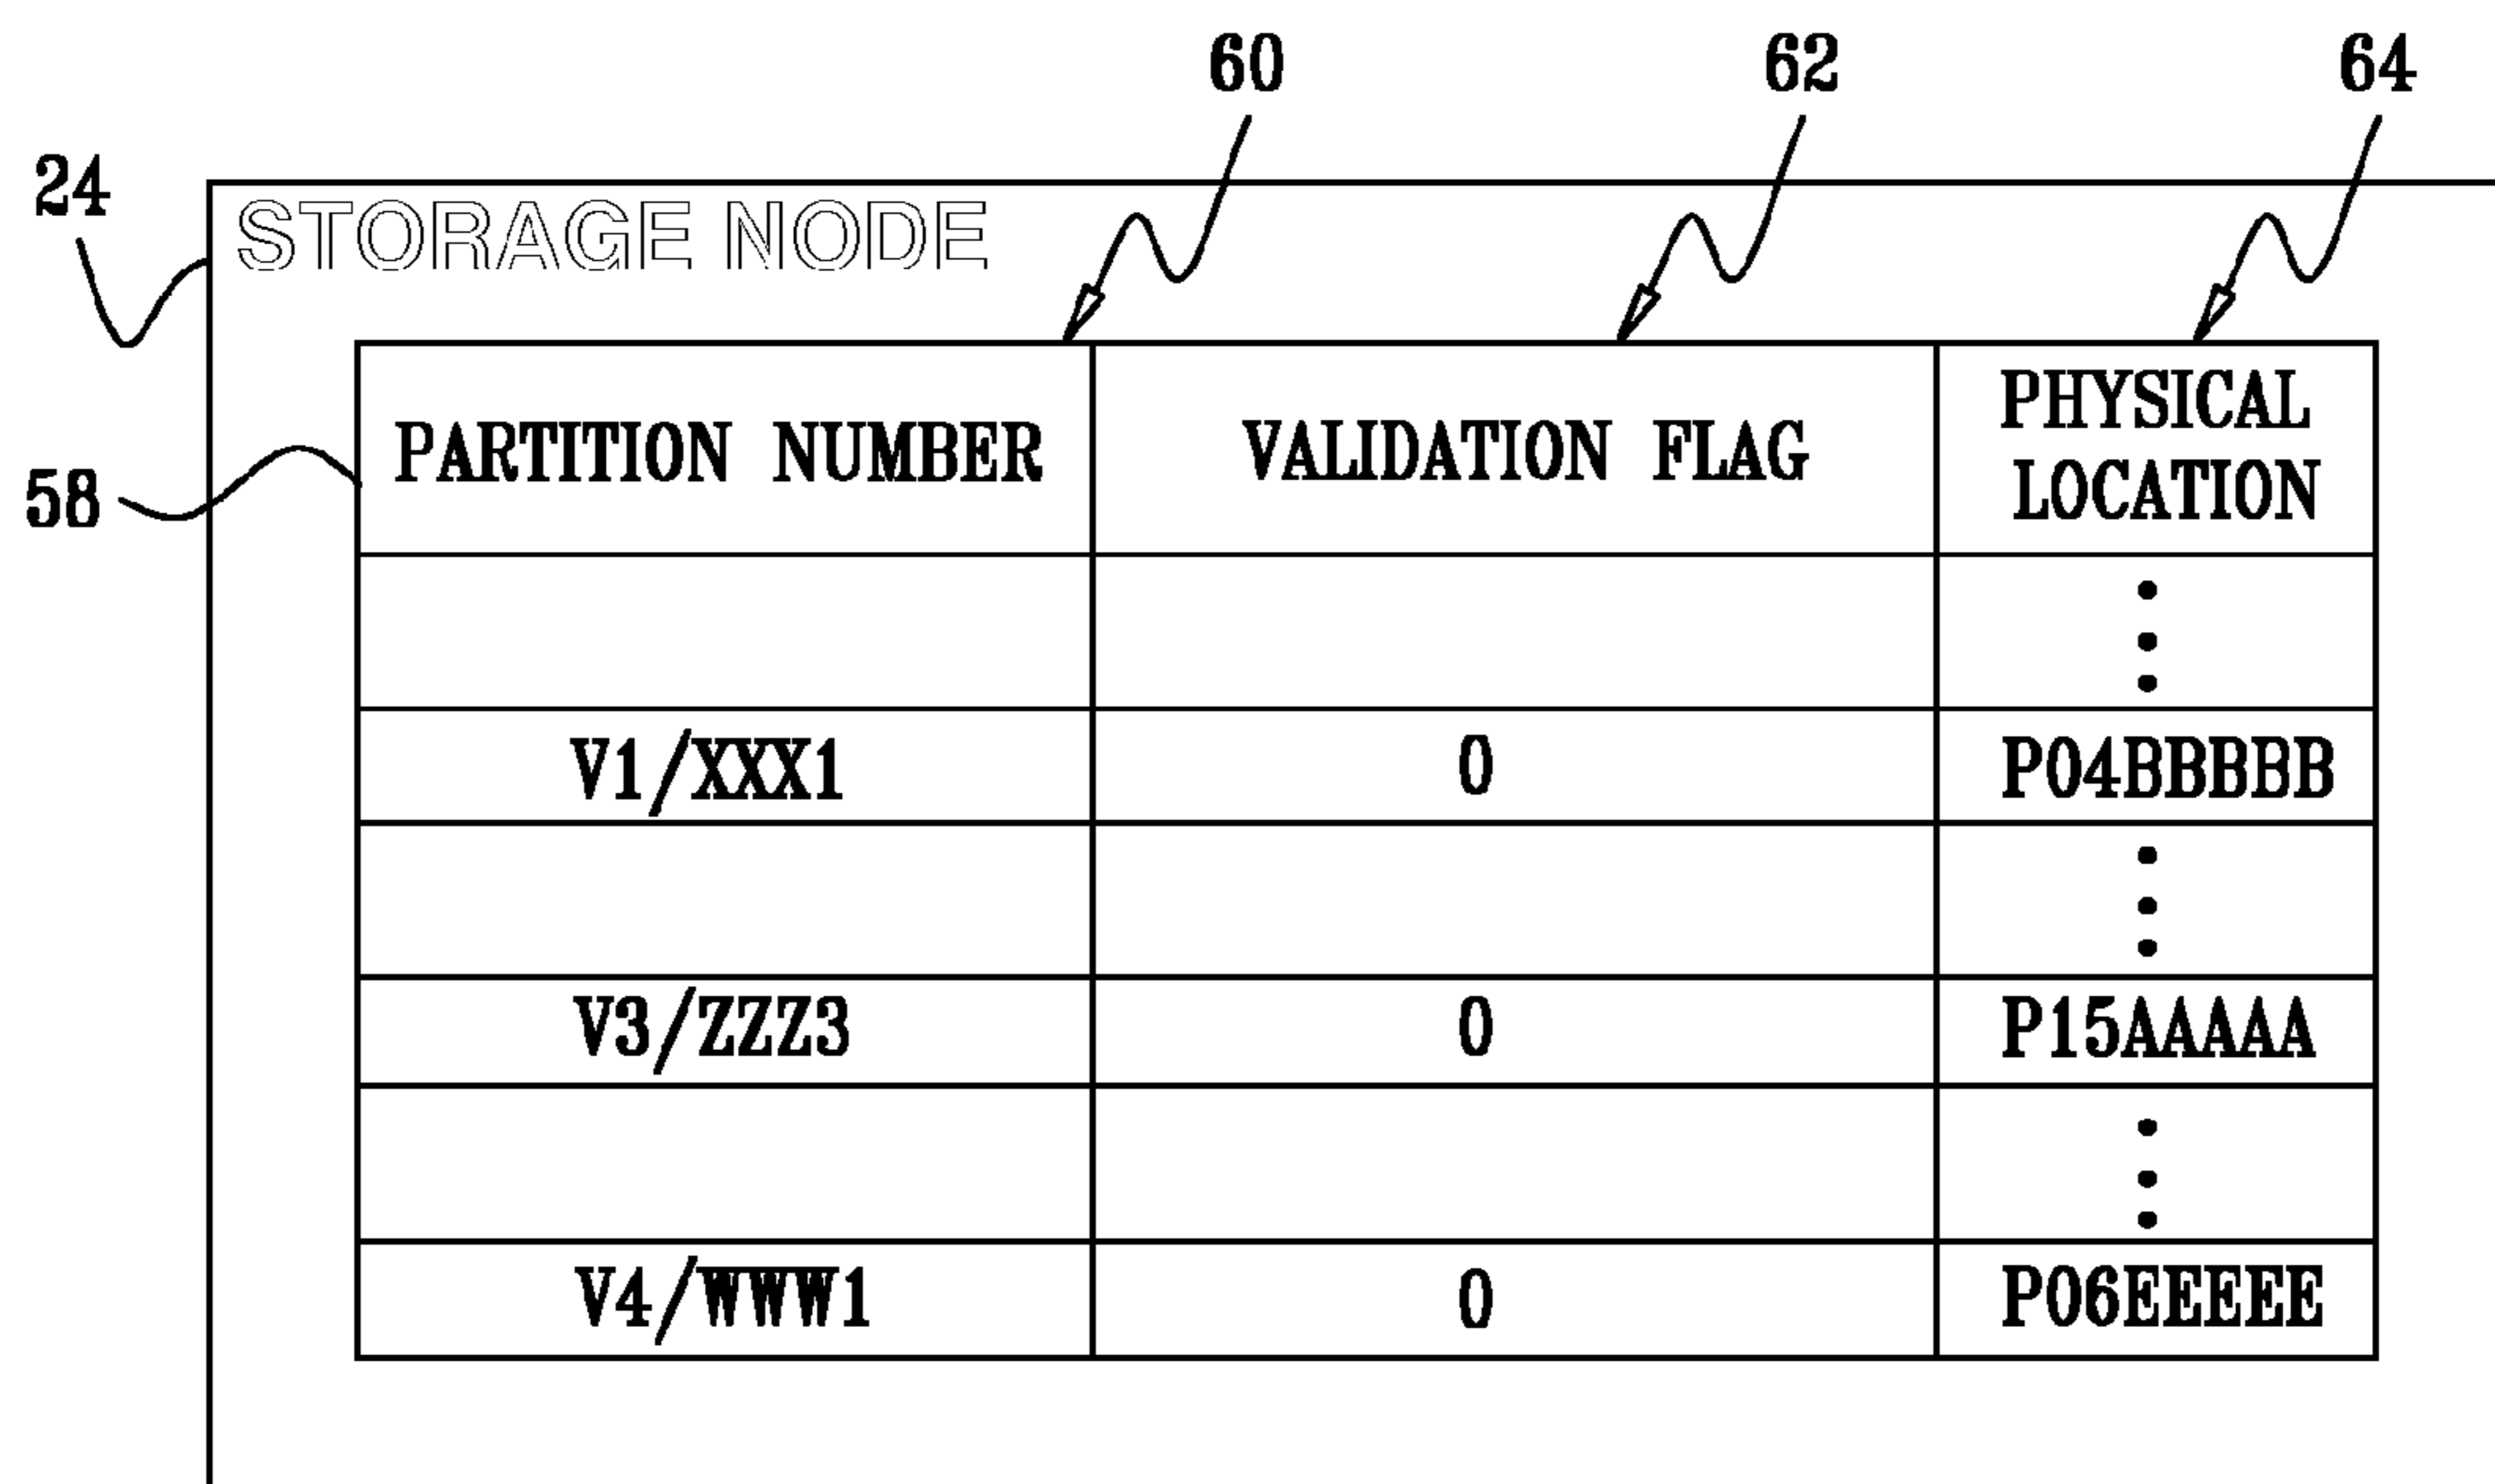 60 62 64
24
STORAGE NODE
58
PARTITION NUMBER VALIDATION FLAG PHYSICAL LOCATION
V1/XXX1 0 P04BBBBB
V3/ZZZ3 0 P15AAAAA
V4/WWW1 0 P06EEEEE